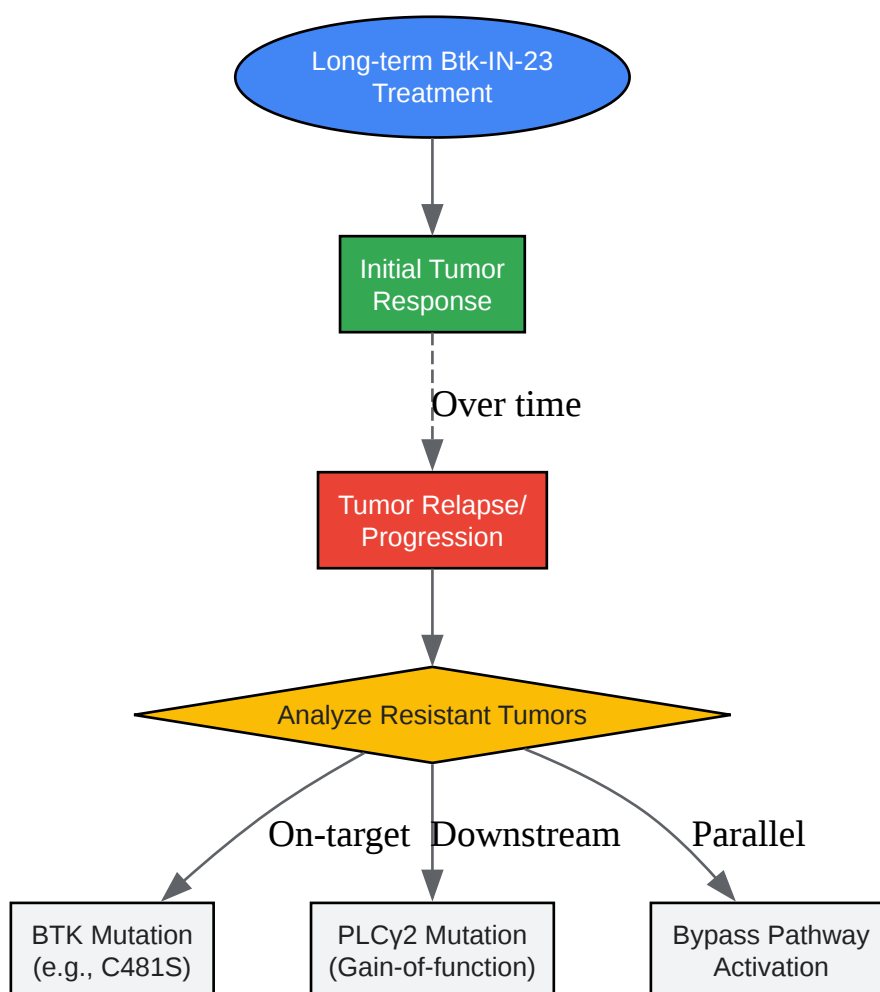 Long-term Btk-IN-23
Treatment
Initial Tumor
Response
Over time
Tumor Relapse/
Progression
Analyze Resistant Tumors
On-target
Downstream
Parallel
BTK Mutation
(e.g., C481S)
PLCγ2 Mutation
(Gain-of-function)
Bypass Pathway
Activation